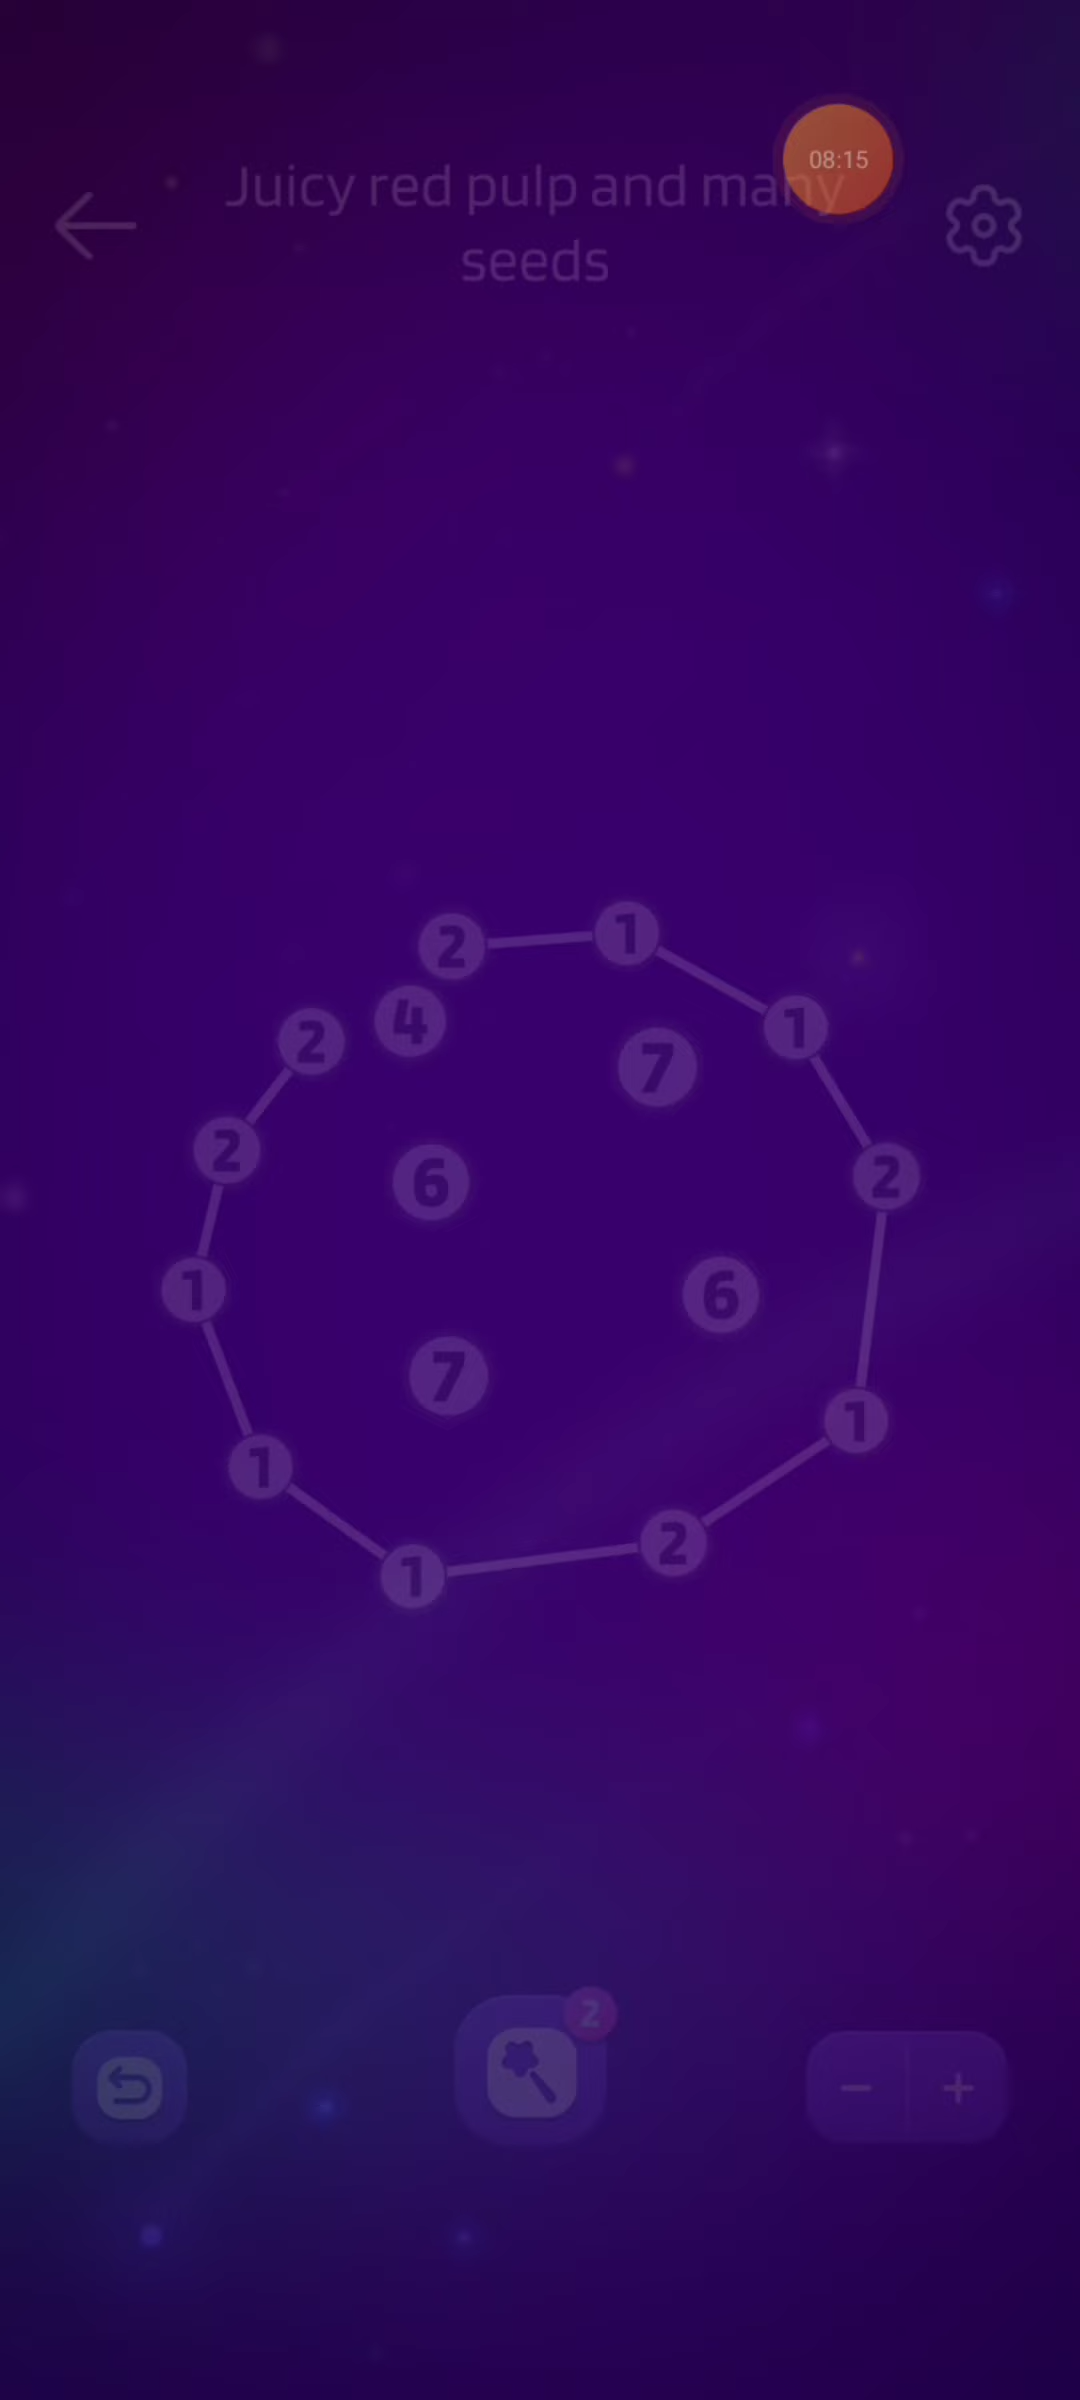 08:15
Juicy red pulp and many
seeds
2 1
4 2 1
7
2 6 2
1 6
7 1
1 2
1
2
− +